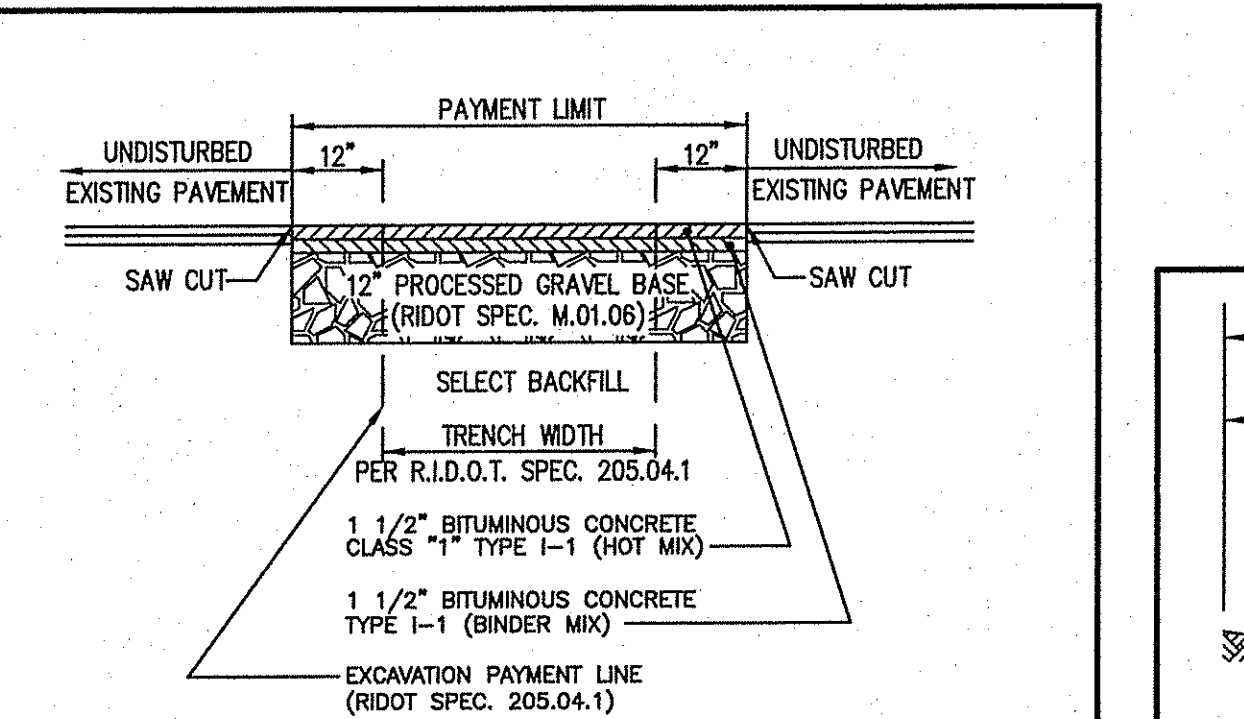 PAYMENT LIMIT
UNDISTURBED
12"
12"
UNDISTURBED
EXISTING PAVEMENT
EXISTING PAVEMENT
SAW CUT
SAW CUT
12" PROCESSED GRAVEL BASE
(RIDOT SPEC. M.01.06)
SELECT BACKFILL
TRENCH WIDTH
PER R.I.D.O.T. SPEC. 205.04.1
1 1/2" BITUMINOUS CONCRETE
CLASS "1" TYPE I-1 (HOT MIX)
1 1/2" BITUMINOUS CONCRETE
TYPE I-1 (BINDER MIX)
EXCAVATION PAYMENT LINE
(RIDOT SPEC. 205.04.1)